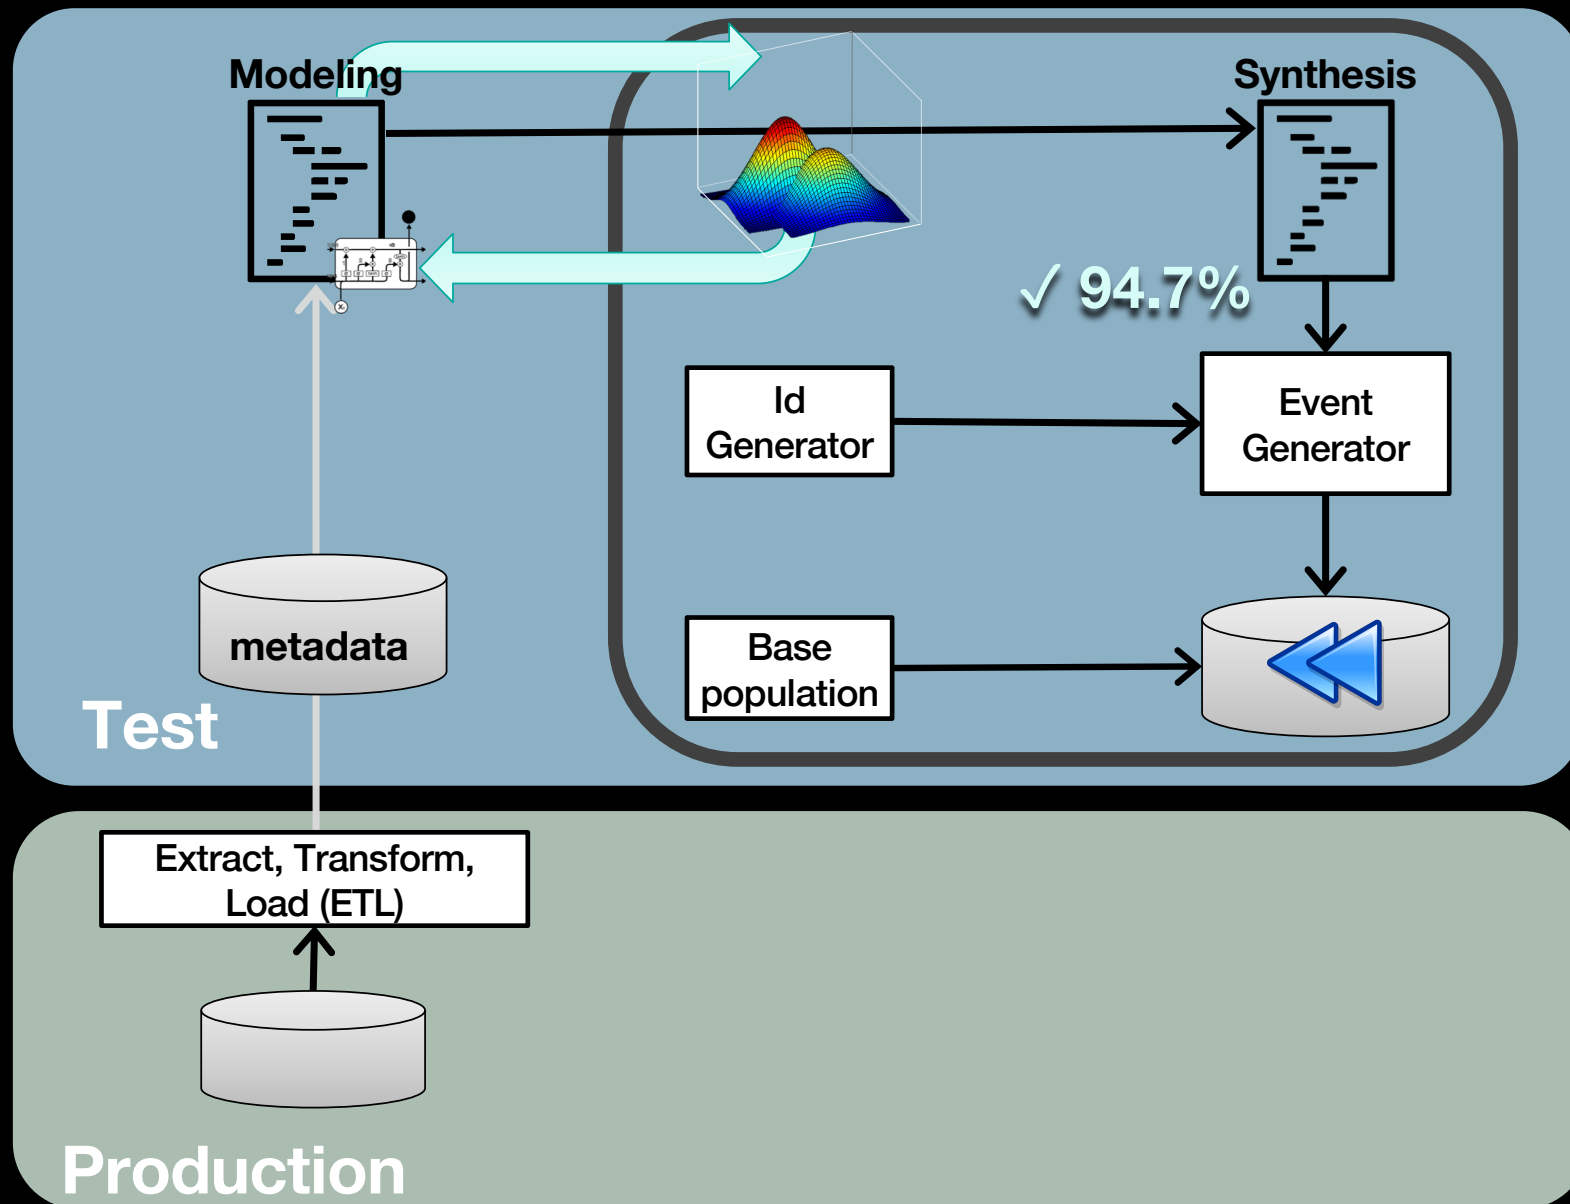 Modeling
Synthesis
✓ 94.7%
Id
Generator
Event
Generator
metadata
Base
population
Test
Extract, Transform,
Load (ETL)
Production